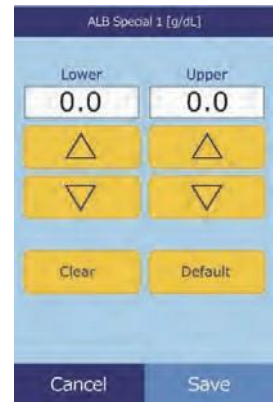 ALB Special 1 [g/dL]
Lower Upper
0.0 0.0
Clear Default
Cancel Save